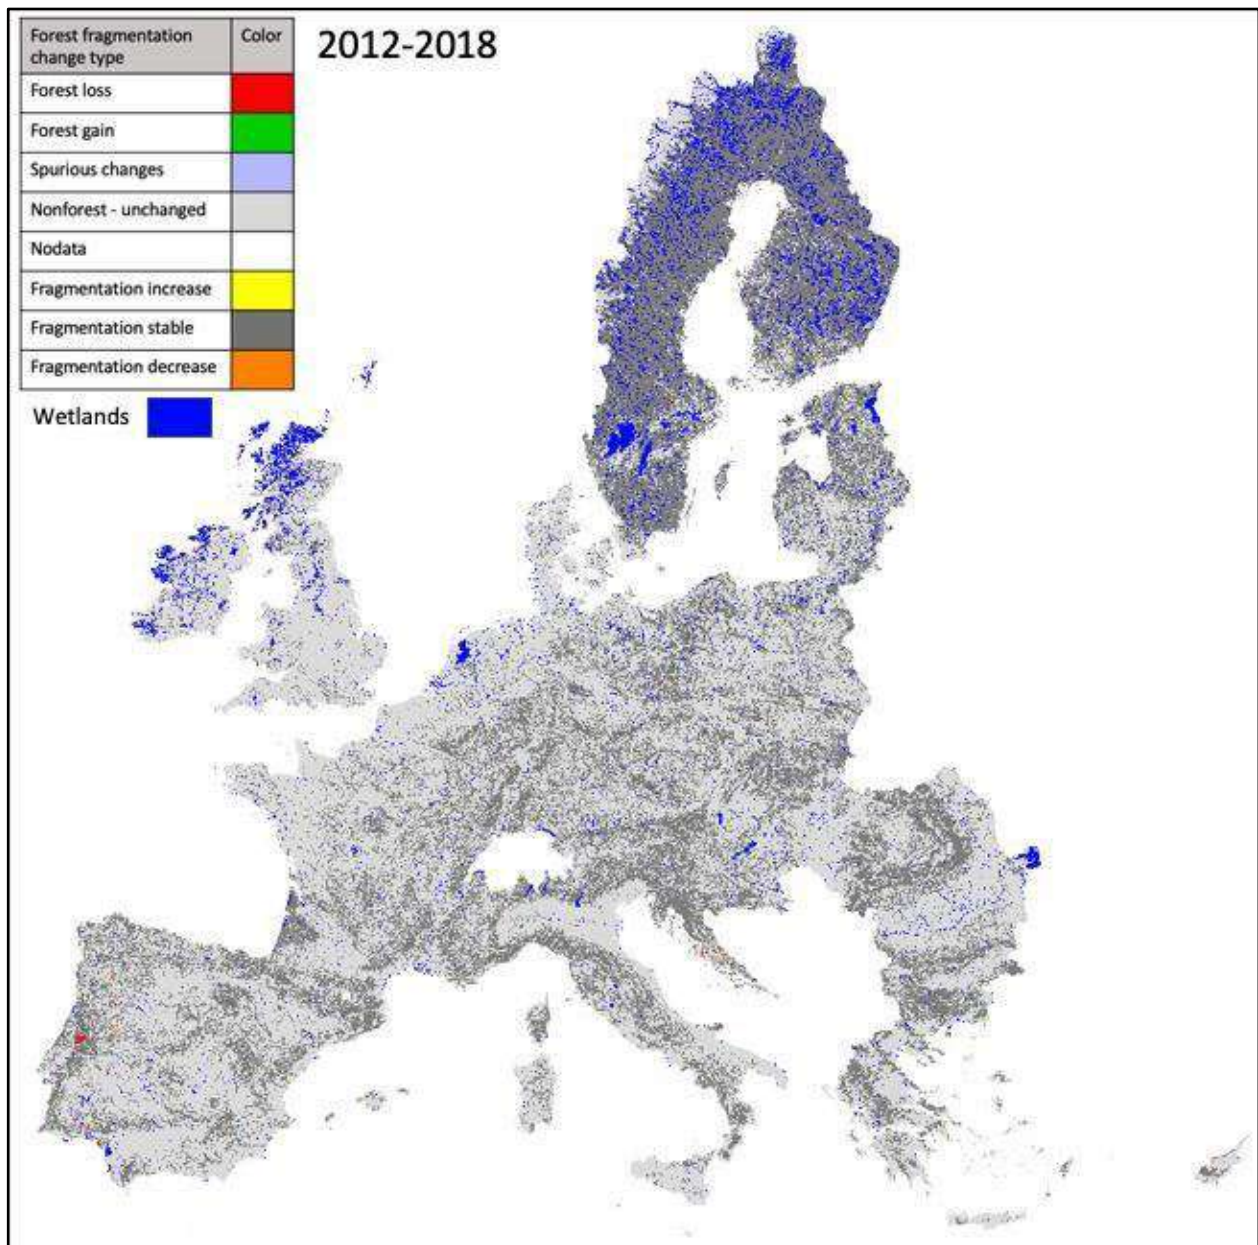 Forest fragmentation change type Color
2012-2018
Forest loss
Forest gain
Spurious changes
Nonforest - unchanged
Nodata
Fragmentation increase
Fragmentation stable
Fragmentation decrease
Wetlands